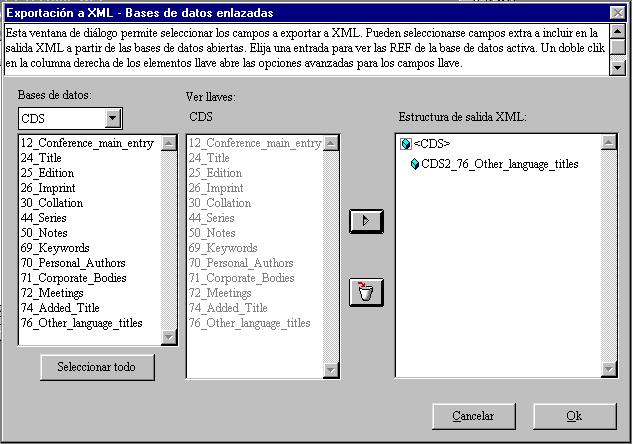 Exportación a XML - Bases de datos enlazadas
Esta ventana de diálogo permite seleccionar los campos a exportar a XML. Pueden seleccionarse campos extra a incluir en la
salida XML a partir de las bases de datos abiertas. Elija una entrada para ver las REF de la base de datos activa. Un doble clik
en la columna derecha de los elementos llave abre las opciones avanzadas para los campos llave.
Bases de datos:
CDS
12_Conference_main_entry
24_Title
25_Edition
26_Imprint
30_Collation
44_Series
50_Notes
69_Keywords
70_Personal_Authors
71_Corporate_Bodies
72_Meetings
74_Added_Title
76_Other_language_titles
Seleccionar todo
Ver llaves:
CDS
12_Conference_main_entry
24_Title
25_Edition
26_Imprint
30_Collation
44_Series
50_Notes
69_Keywords
70_Personal_Authors
71_Corporate_Bodies
72_Meetings
74_Added_Title
76_Other_language_titles
Estructura de salida XML:
<CDS>
CDS2_76_Other_language_titles
Cancelar
Ok